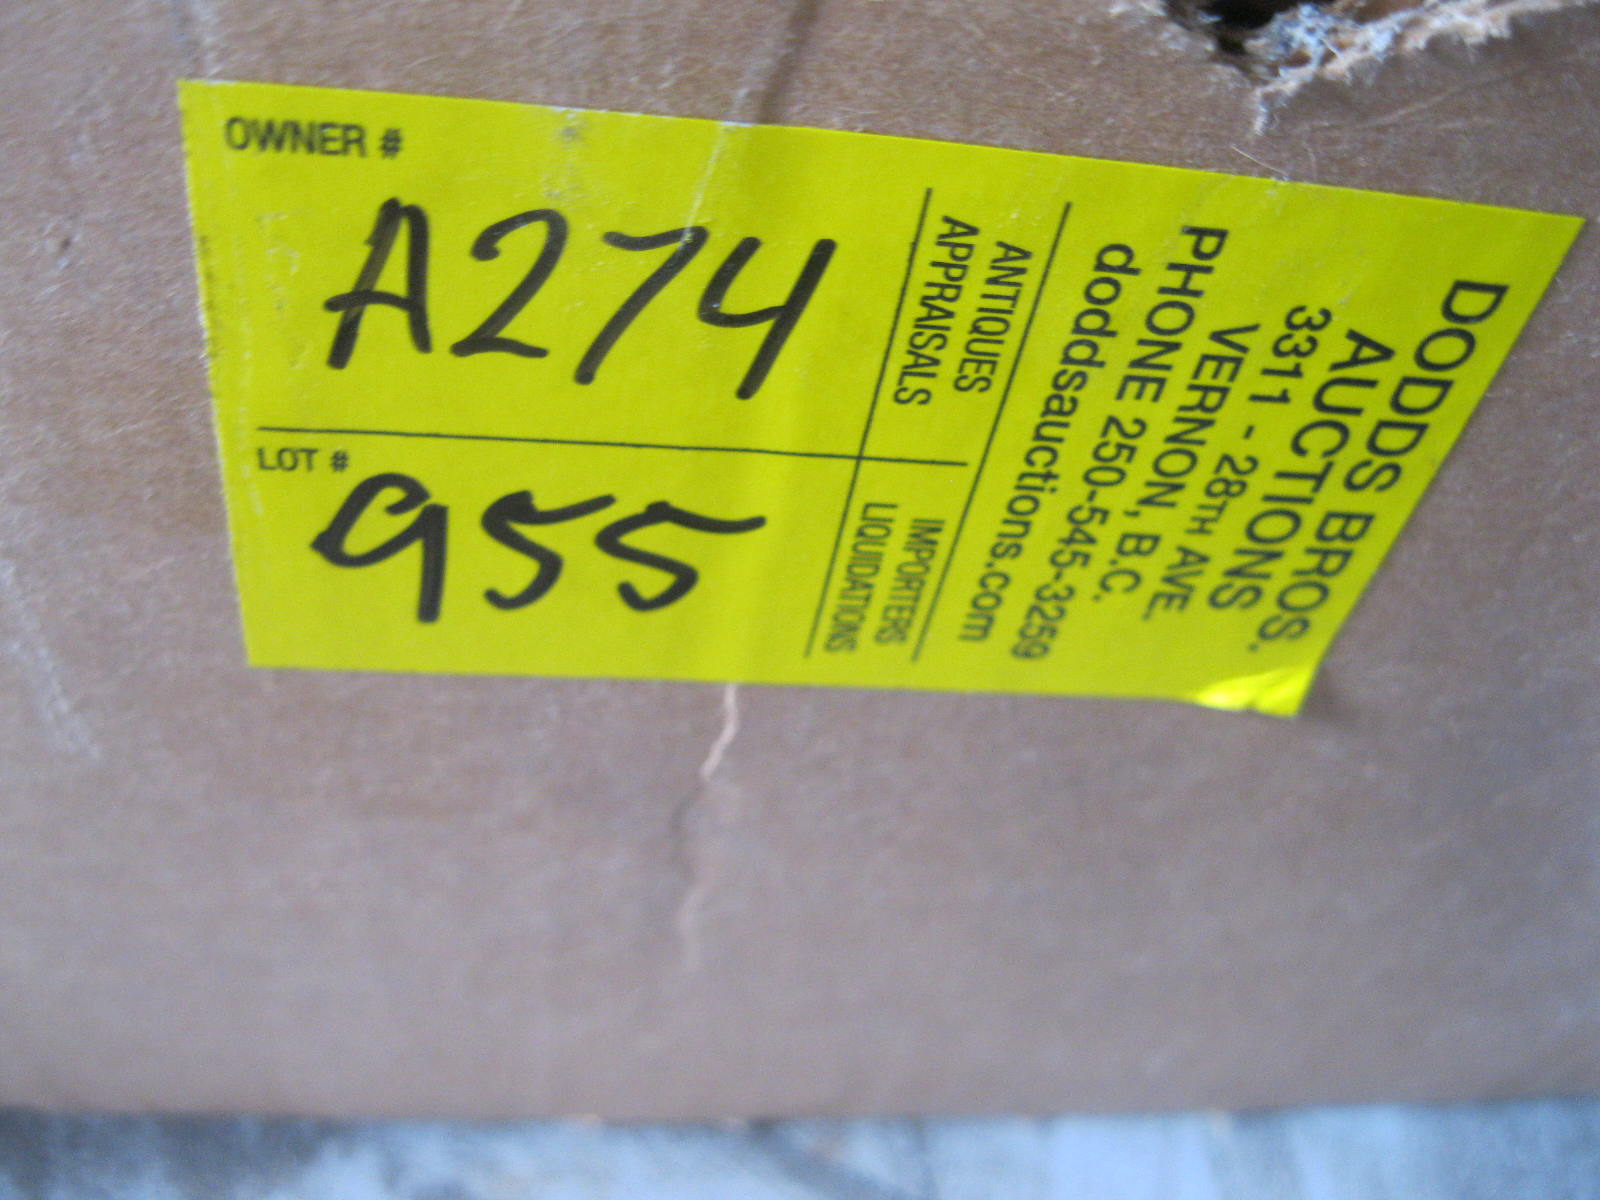 OWNER #
A274
LOT #
955
ANTIQUES
APPRAISALS
IMPORTERS
LIQUIDATIONS
DODDS BROS.
AUCTIONS
3311 - 28TH AVE.
VERNON, B.C.
PHONE 250-545-3259
doddsauctions.com